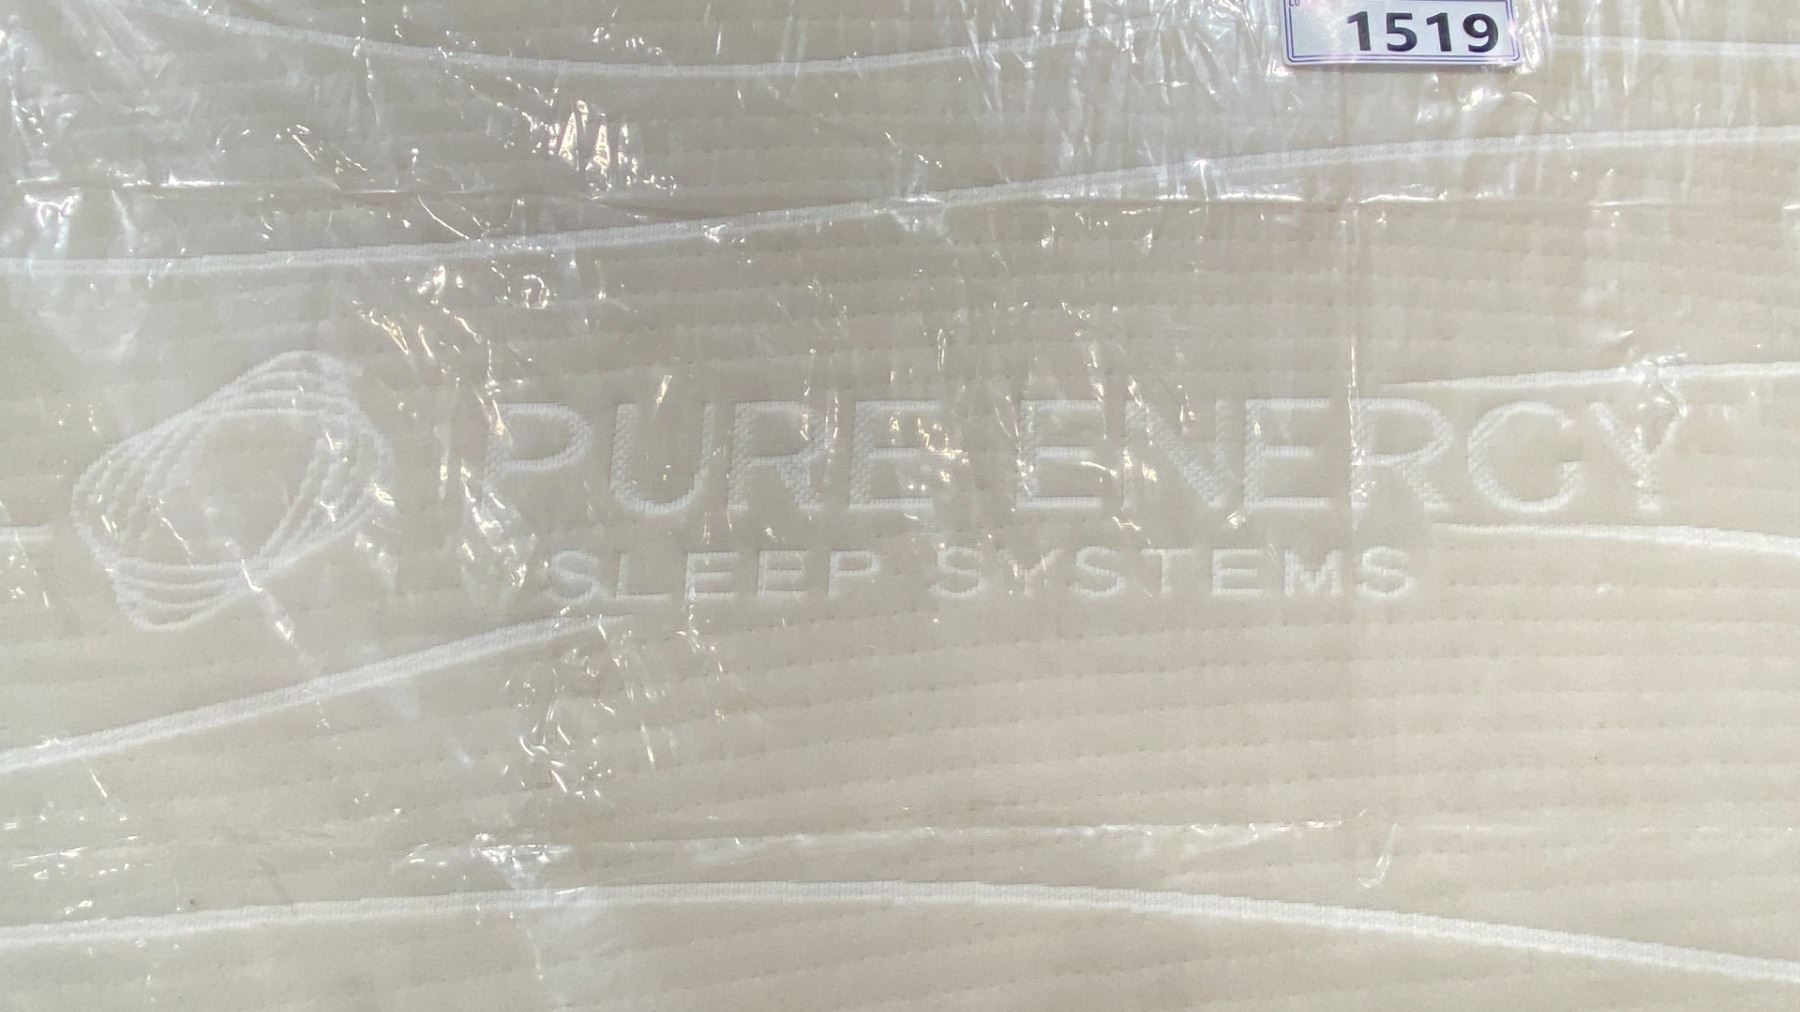 1519
PURE ENERGY
SLEEP SYSTEMS